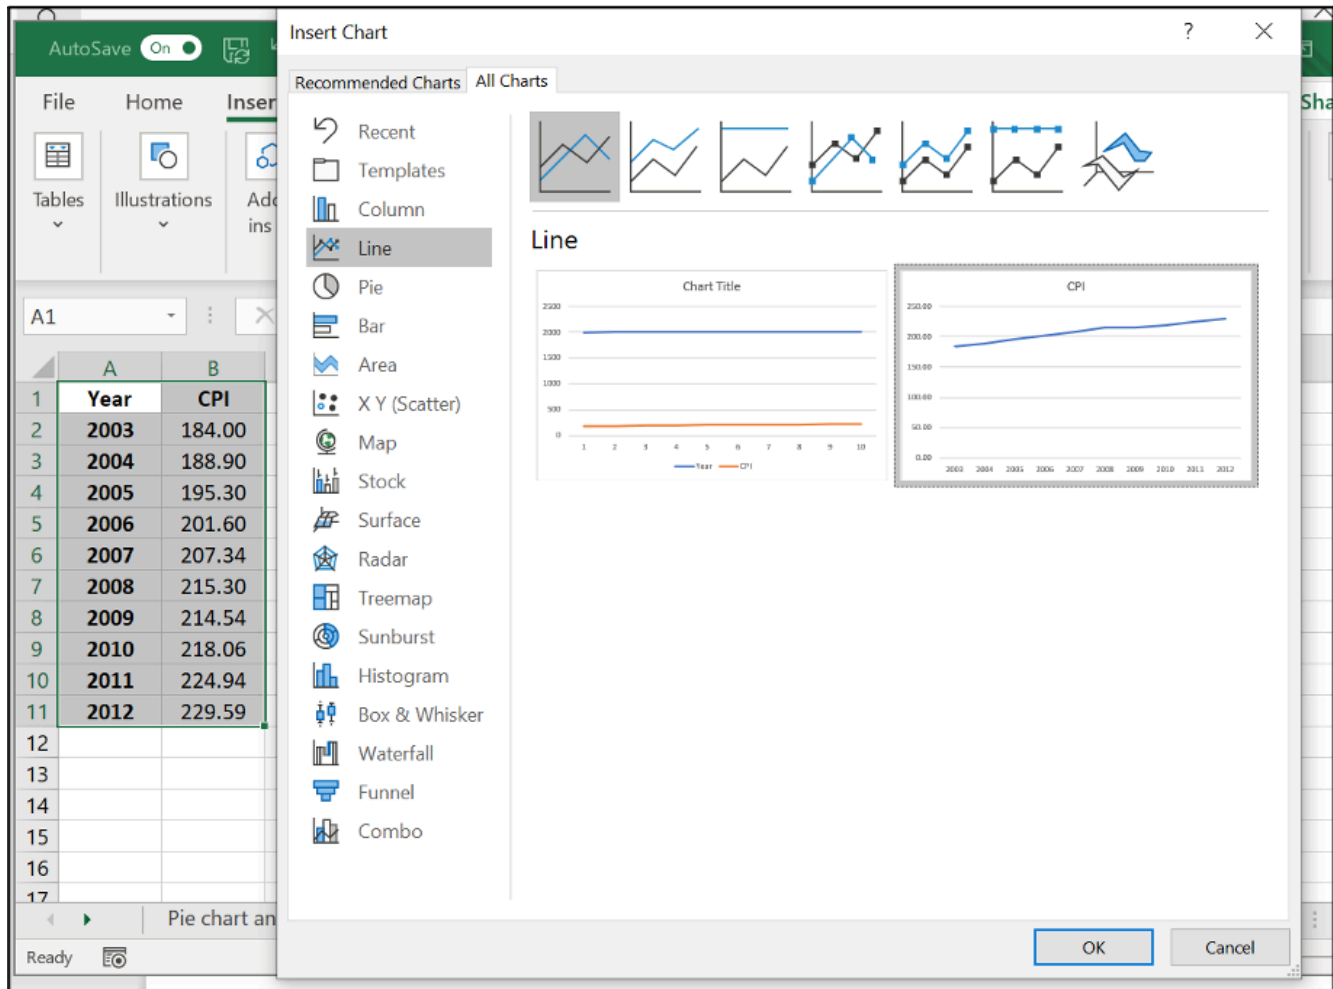 Insert Chart
?
AutoSave On
Recommended Charts All Charts
File Home Inser
Sha
Tables Illustrations Add
ins
A1
Recent
Templates
Column
Line
Pie
Bar
Area
X Y (Scatter)
Map
Stock
Surface
Radar
Treemap
Sunburst
Histogram
Box & Whisker
Waterfall
Funnel
Combo
Line
Chart Title
2500
2000
1500
1000
500
0
1 2 3 4 5 6 7 8 9 10
Year CPI
CPI
250.00
200.00
150.00
100.00
50.00
0.00
2003 2004 2005 2006 2007 2008 2009 2010 2011 2012
A B
1 Year CPI
2 2003 184.00
3 2004 188.90
4 2005 195.30
5 2006 201.60
6 2007 207.34
7 2008 215.30
8 2009 214.54
9 2010 218.06
10 2011 224.94
11 2012 229.59
12
13
14
15
16
17
Pie chart an
Ready
OK Cancel